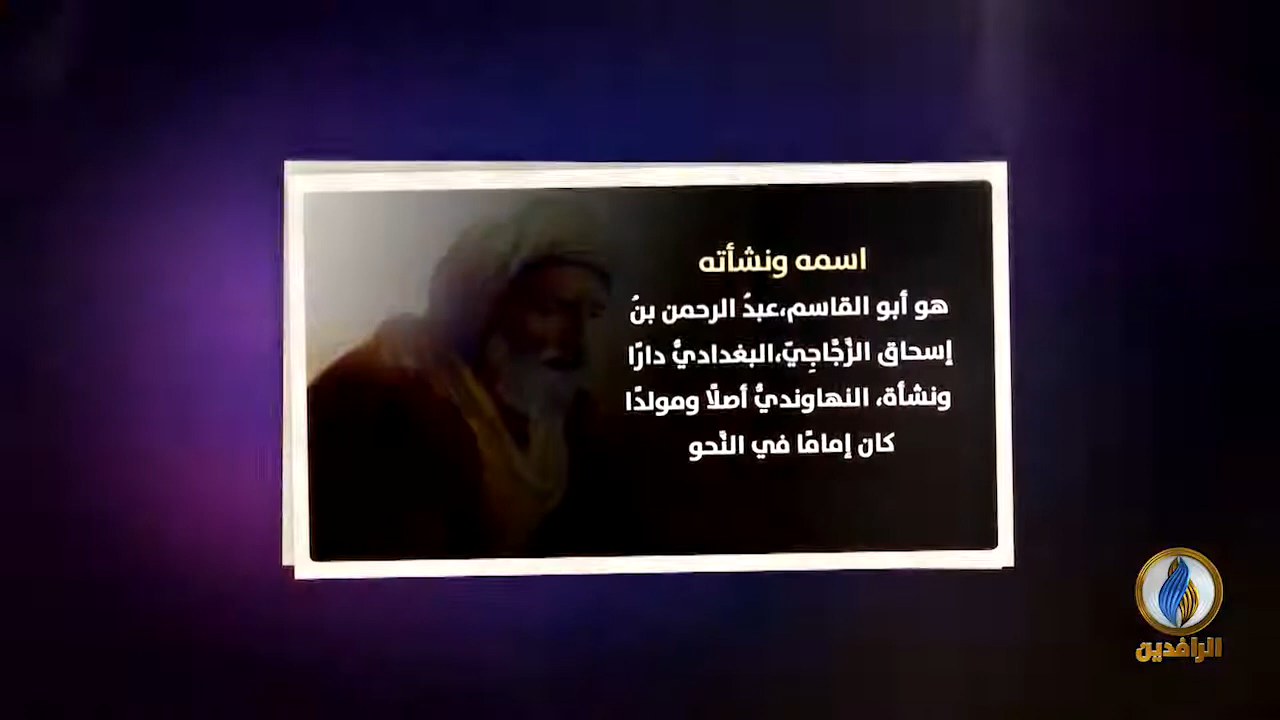 اسمه ونشأته
هو أبو القاسم،عبدُ الرحمن بنُ
إسحاق الزَّجَّاجِيّ،البغداديُّ دارًا
ونشأة، النهاونديُّ أصلًا ومولدًا
كان إمامًا في النَّحو
الرافدين